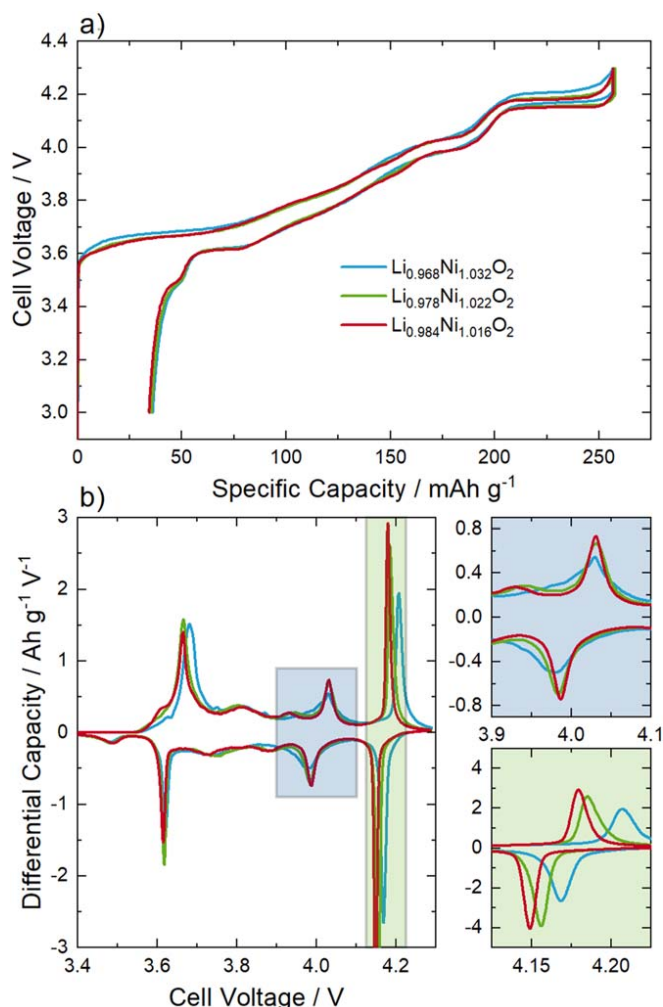 a)
4.4
4.2
4.0
3.8
3.6
3.4
3.2
3.0
Cell Voltage / V
Li₀.₉₆₈Ni₁.₀₃₂O₂
Li₀.₉₇₈Ni₁.₀₂₂O₂
Li₀.₉₈₄Ni₁.₀₁₆O₂
0 50 100 150 200 250
Specific Capacity / mAh g⁻¹
b)
3
2
1
0
-1
-2
-3
Differential Capacity / Ah g⁻¹ V⁻¹
3.4 3.6 3.8 4.0 4.2
Cell Voltage / V
0.8
0.4
0.0
-0.4
-0.8
3.9 4.0 4.1
4
2
0
-2
-4
4.15 4.20